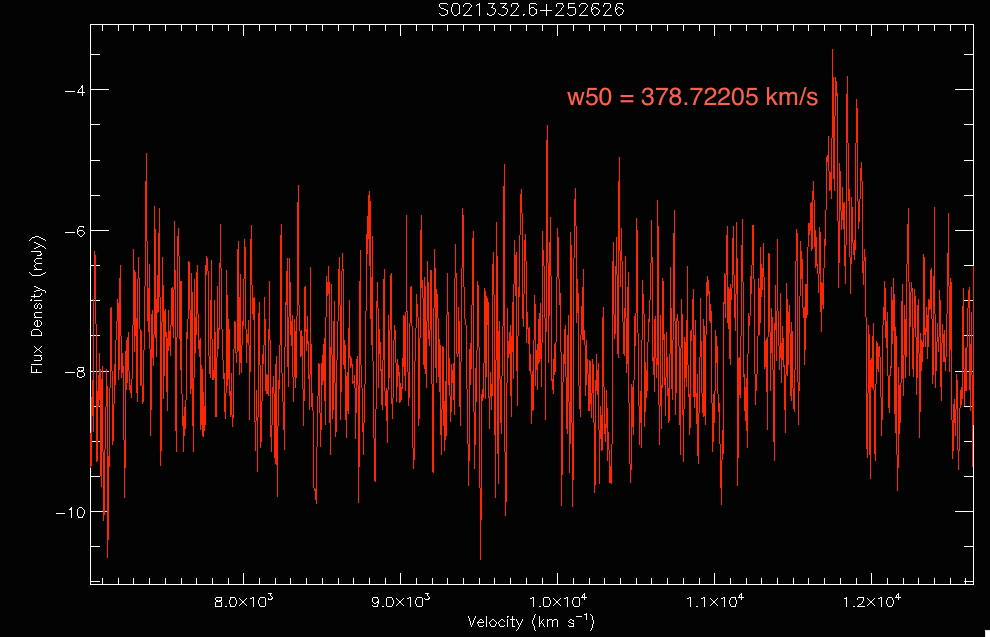 S021332.6+252626
w50 = 378.72205 km/s
Flux Density (mJy)
−4
−6
−8
−10
8.0×10³ 9.0×10³ 1.0×10⁴ 1.1×10⁴ 1.2×10⁴
Velocity (km s⁻¹)